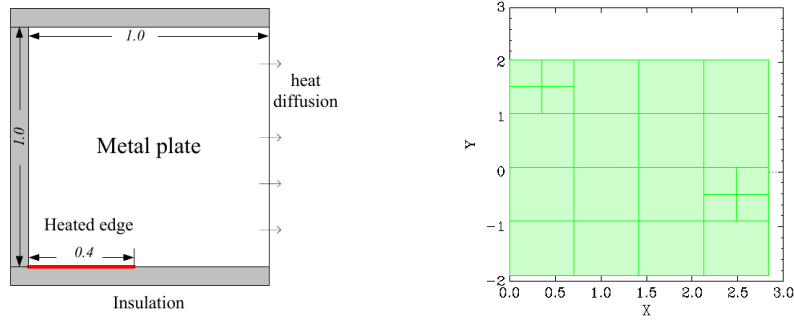 1.0
heat
diffusion
1.0
Metal plate
Heated edge
0.4
Insulation
3
2
1
0
-1
-2
Y
0.0 0.5 1.0 1.5 2.0 2.5 3.0
X